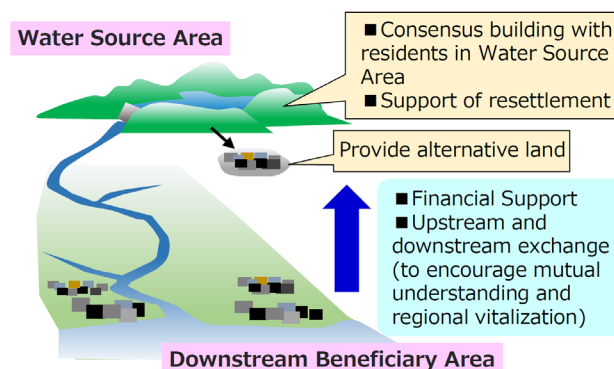 Water Source Area
■Consensus building with
residents in Water Source
Area
■Support of resettlement
Provide alternative land
■Financial Support
■Upstream and
downstream exchange
(to encourage mutual
understanding and
regional vitalization)
Downstream Beneficiary Area